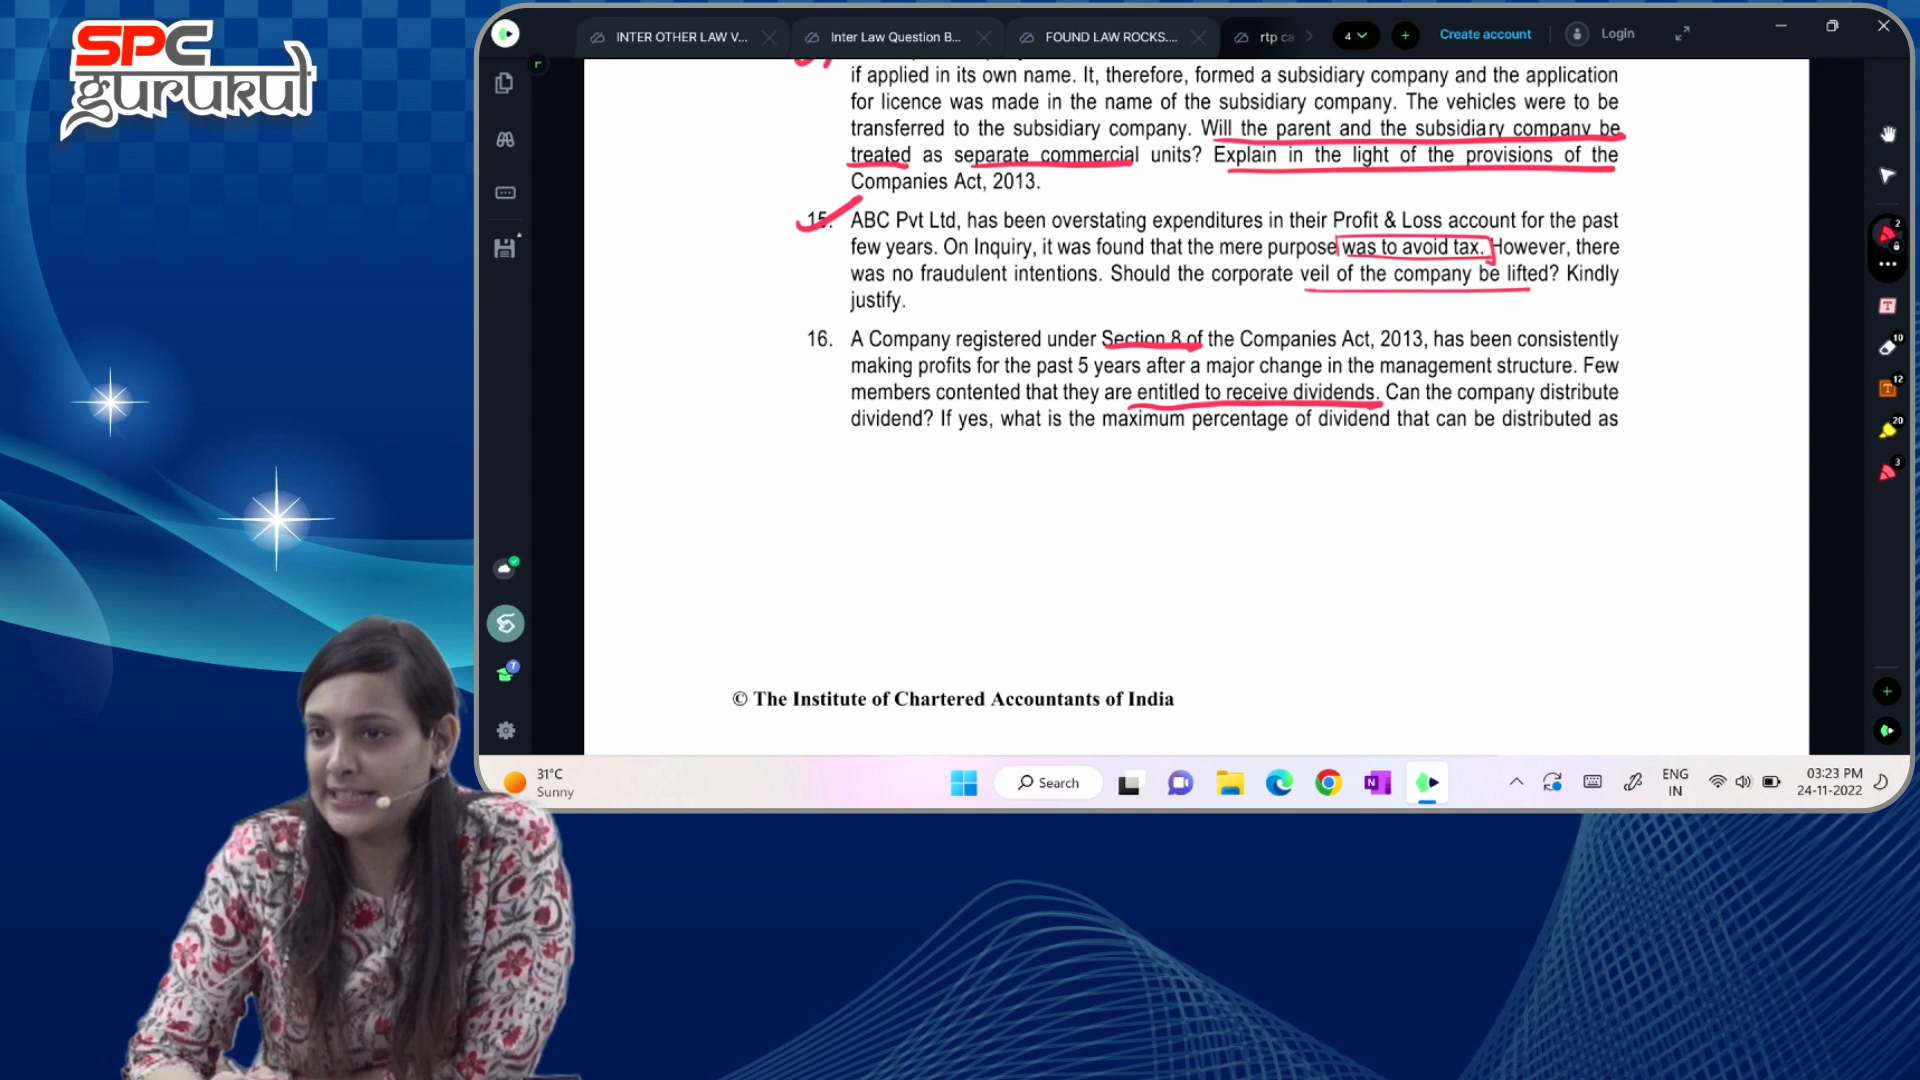 SPC
gurukul
INTER OTHER LAW V...
Inter Law Question B...
FOUND LAW ROCKS....
rtp ca
4
Create account
Login
if applied in its own name. It, therefore, formed a subsidiary company and the application
for licence was made in the name of the subsidiary company. The vehicles were to be
transferred to the subsidiary company. Will the parent and the subsidiary company be
treated as separate commercial units? Explain in the light of the provisions of the
Companies Act, 2013.
15. ABC Pvt Ltd, has been overstating expenditures in their Profit & Loss account for the past
few years. On Inquiry, it was found that the mere purpose was to avoid tax. However, there
was no fraudulent intentions. Should the corporate veil of the company be lifted? Kindly
justify.
16. A Company registered under Section 8 of the Companies Act, 2013, has been consistently
making profits for the past 5 years after a major change in the management structure. Few
members contented that they are entitled to receive dividends. Can the company distribute
dividend? If yes, what is the maximum percentage of dividend that can be distributed as
© The Institute of Chartered Accountants of India
2
10
12
20
3
7
31°C
Sunny
Search
ENG
IN
03:23 PM
24-11-2022